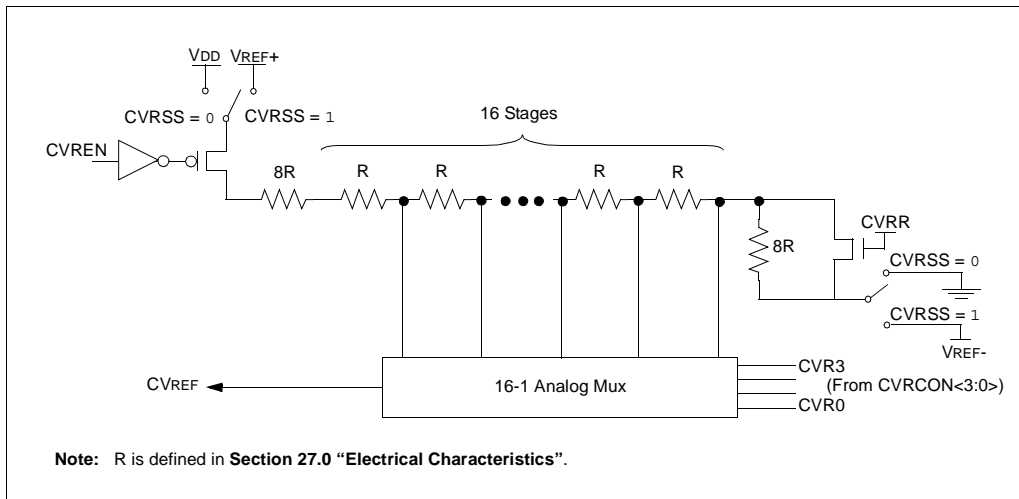 VDD VREF+
CVRSS = 0 CVRSS = 1
16 Stages
CVREN
8R R R R R
CVRR
8R
CVRSS = 0
CVRSS = 1
VREF-
CVR3
CVREF 16-1 Analog Mux (From CVRCON<3:0>)
CVR0
Note: R is defined in Section 27.0 “Electrical Characteristics”.